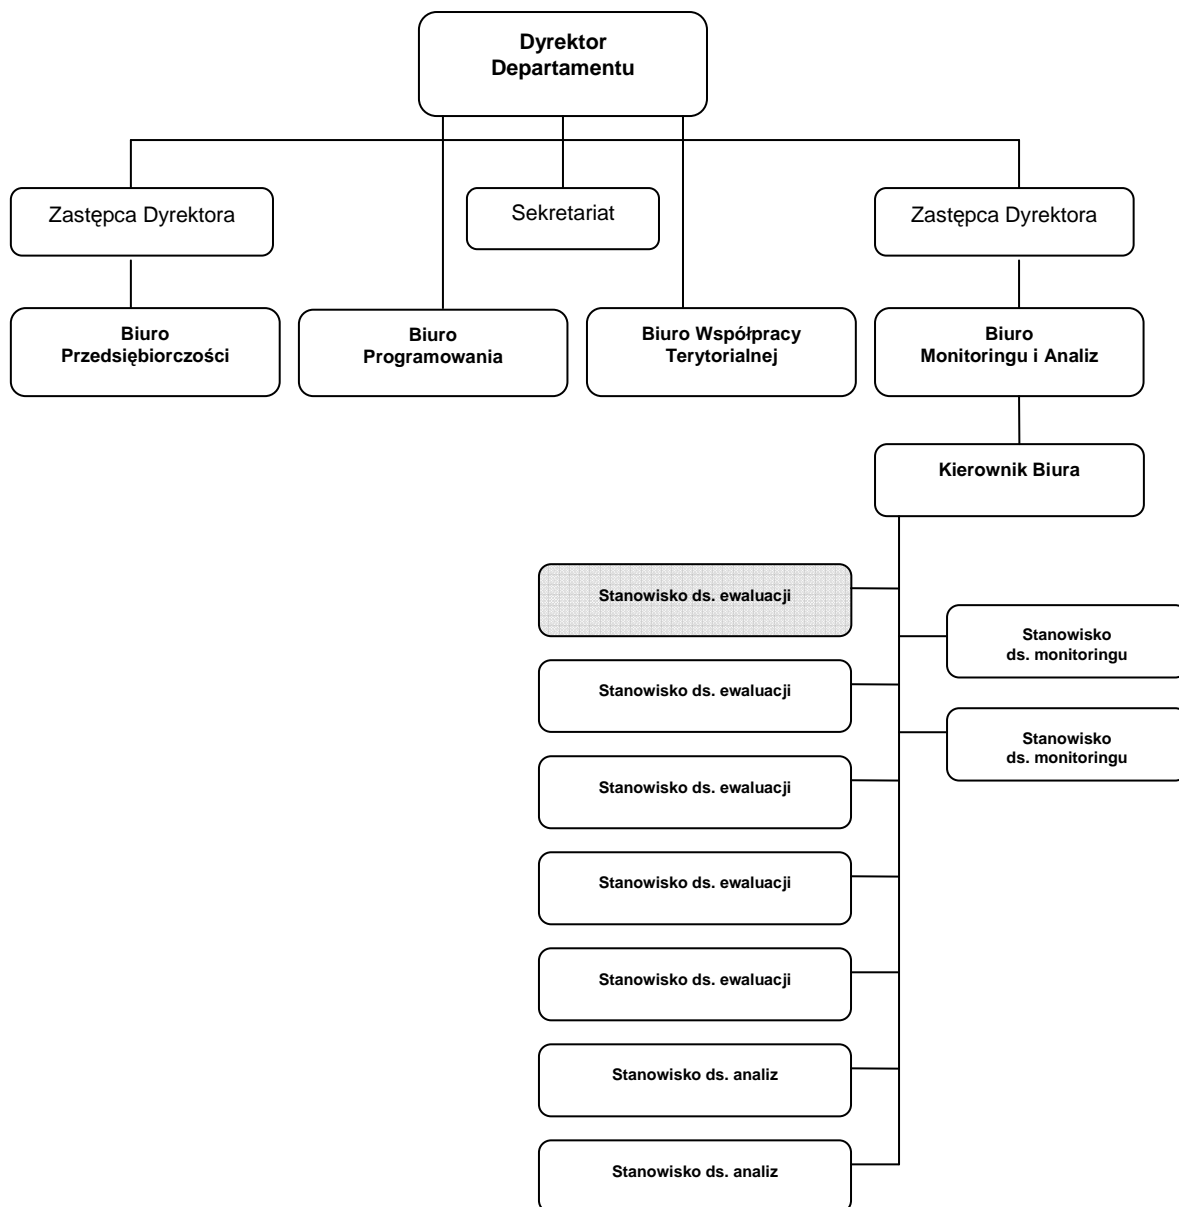 Dyrektor
Departamentu
Zastępca Dyrektora
Sekretariat
Zastępca Dyrektora
Biuro
Przedsiębiorczości
Biuro
Programowania
Biuro Współpracy
Terytorialnej
Biuro
Monitoringu i Analiz
Kierownik Biura
Stanowisko ds. ewaluacji
Stanowisko
ds. monitoringu
Stanowisko ds. ewaluacji
Stanowisko
ds. monitoringu
Stanowisko ds. ewaluacji
Stanowisko ds. ewaluacji
Stanowisko ds. ewaluacji
Stanowisko ds. analiz
Stanowisko ds. analiz